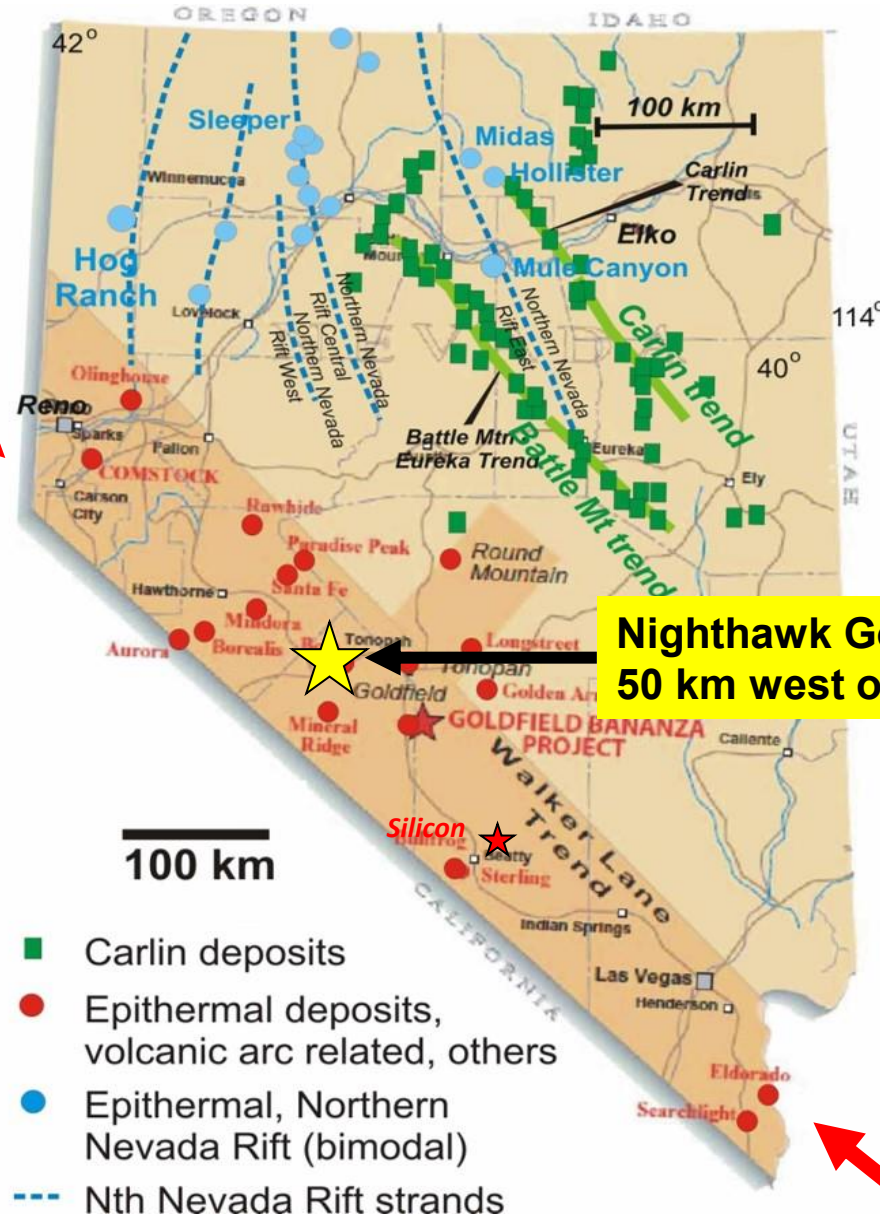 OREGON
IDAHO
42°
100 km
Sleeper
Midas
Winnemucca
Hollister
Carlin
Trend
Elko
Hog
Ranch
Mule Canyon
Lovelock
Northern Nevada
Rift Central
Northern Nevada
Rift West
Northern Nevada
Rift East
NEVADA
114°
40°
Carlin trend
Olinghouse
Reno
Sparks
Fallon
Battle Mtn
Eureka Trend
Eureka
Battle Mt trend
UTAH
COMSTOCK
Carson
City
Ely
Rawhide
Paradise Peak
Round
Mountain
Santa Fe
Hawthorne
Mindora
Aurora
Borealis
Tonopah
Longstreet
Tonopah
Nighthawk Go
50 km west o
Goldfield
Golden
Mineral
Ridge
GOLDFIELD BANANZA
PROJECT
Caliente
Walker Lane
Trend
Silicon
Bullfrog
Beatty
Sterling
100 km
CALIFORNIA
Indian Springs
Las Vegas
Henderson
Eldorado
Searchlight
Carlin deposits
Epithermal deposits,
volcanic arc related, others
Epithermal, Northern
Nevada Rift (bimodal)
Nth Nevada Rift strands